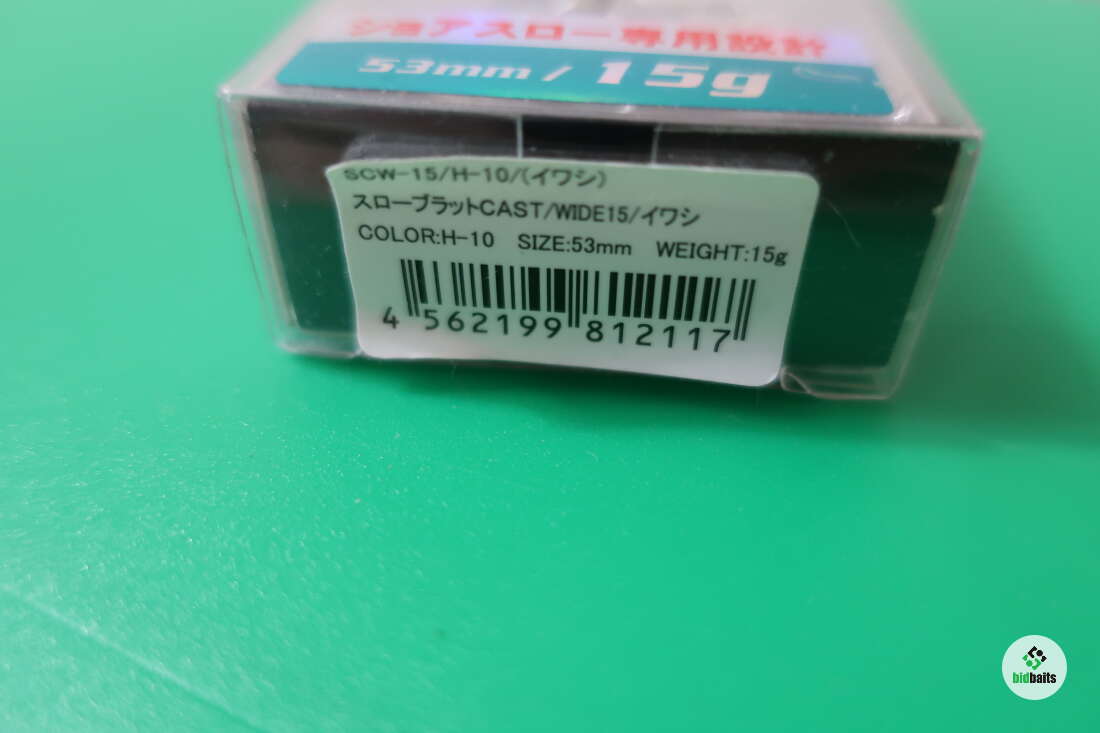 ショアスロー専用設計
53mm/15g
SCW-15/H-10/(イワシ)
スローブラットCAST/WIDE15/イワシ
COLOR:H-10 SIZE:53mm WEIGHT:15g
4 562199 812117
bidbaits